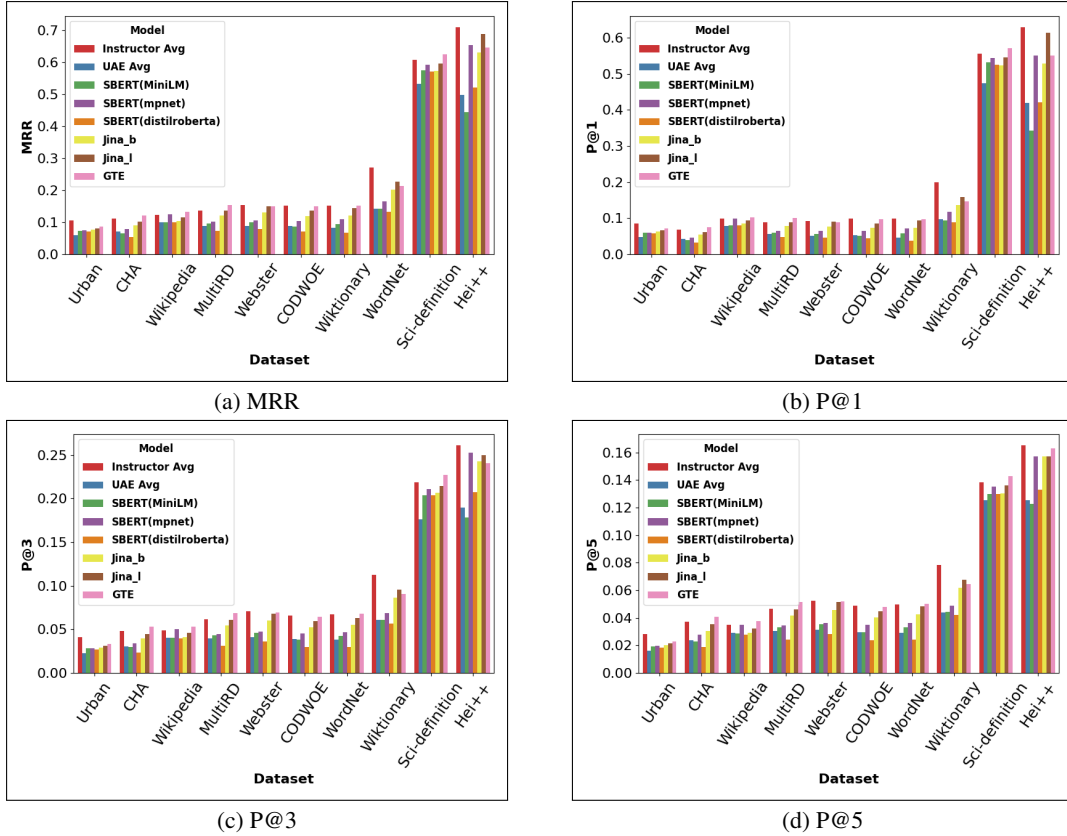 Model
Instructor Avg
UAE Avg
SBERT(MiniLM)
SBERT(mpnet)
SBERT(distilroberta)
Jina_b
Jina_l
GTE
MRR
0.7
0.6
0.5
0.4
0.3
0.2
0.1
0.0
Urban
CHA
Wikipedia
MultiRD
Webster
CODWOE
Wiktionary
WordNet
Sci-definition
Hei++
Dataset
(a) MRR
Model
Instructor Avg
UAE Avg
SBERT(MiniLM)
SBERT(mpnet)
SBERT(distilroberta)
Jina_b
Jina_l
GTE
P@1
0.6
0.5
0.4
0.3
0.2
0.1
0.0
Urban
CHA
Wikipedia
MultiRD
Webster
CODWOE
WordNet
Wiktionary
Sci-definition
Hei++
Dataset
(b) P@1
Model
Instructor Avg
UAE Avg
SBERT(MiniLM)
SBERT(mpnet)
SBERT(distilroberta)
Jina_b
Jina_l
GTE
P@3
0.25
0.20
0.15
0.10
0.05
0.00
Urban
CHA
Wikipedia
MultiRD
Webster
CODWOE
WordNet
Wiktionary
Sci-definition
Hei++
Dataset
(c) P@3
Model
Instructor Avg
UAE Avg
SBERT(MiniLM)
SBERT(mpnet)
SBERT(distilroberta)
Jina_b
Jina_l
GTE
P@5
0.16
0.14
0.12
0.10
0.08
0.06
0.04
0.02
0.00
Urban
CHA
Wikipedia
MultiRD
Webster
CODWOE
WordNet
Wiktionary
Sci-definition
Hei++
Dataset
(d) P@5